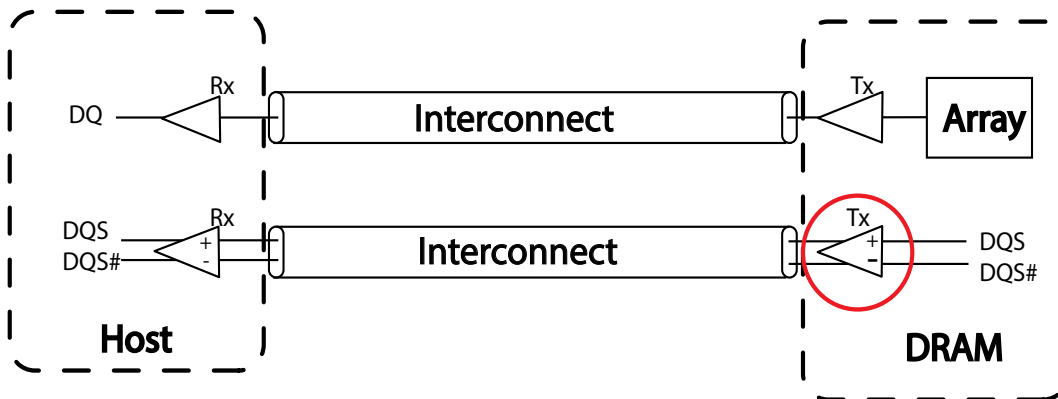 Rx
Tx
DQ
Interconnect
Array
DQS
DQS#
Rx
+
-
Interconnect
Tx
+
-
DQS
DQS#
Host
DRAM